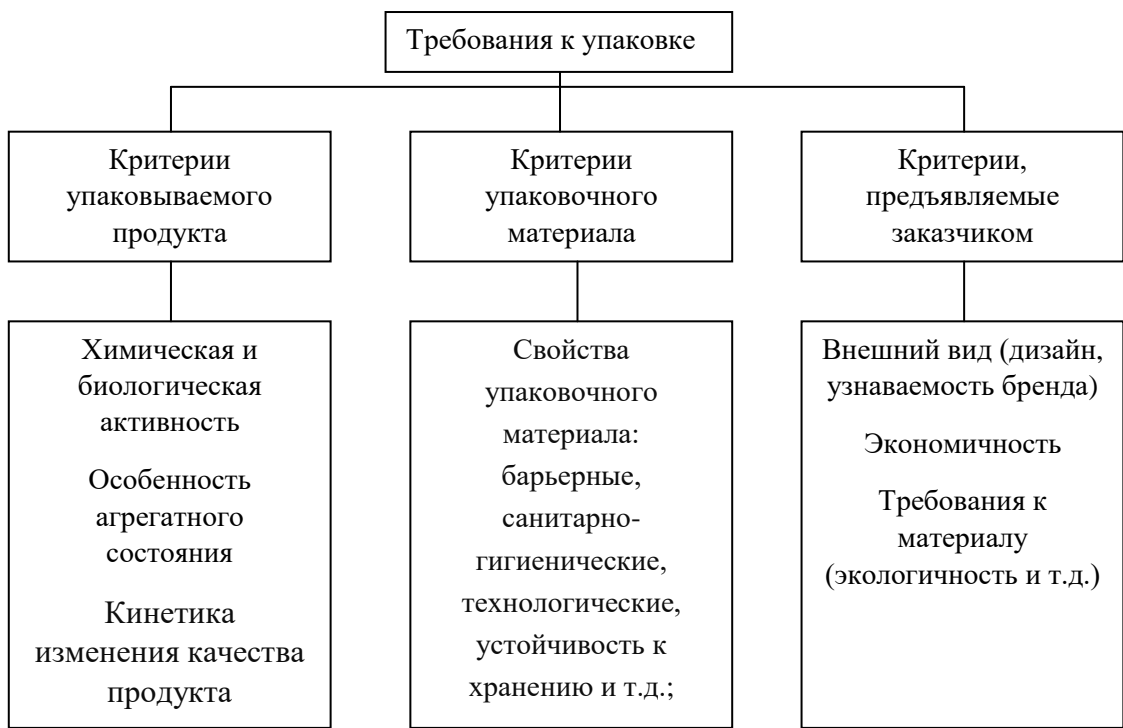 Требования к упаковке
Критерии
упаковываемого
продукта
Критерии
упаковочного
материала
Критерии,
предъявляемые
заказчиком
Химическая и
биологическая
активность
Особенность
агрегатного
состояния
Кинетика
изменения качества
продукта
Свойства
упаковочного
материала:
барьерные,
санитарно-
гигиенические,
технологические,
устойчивость к
хранению и т.д.;
Внешний вид (дизайн,
узнаваемость бренда)
Экономичность
Требования к
материалу
(экологичность и т.д.)